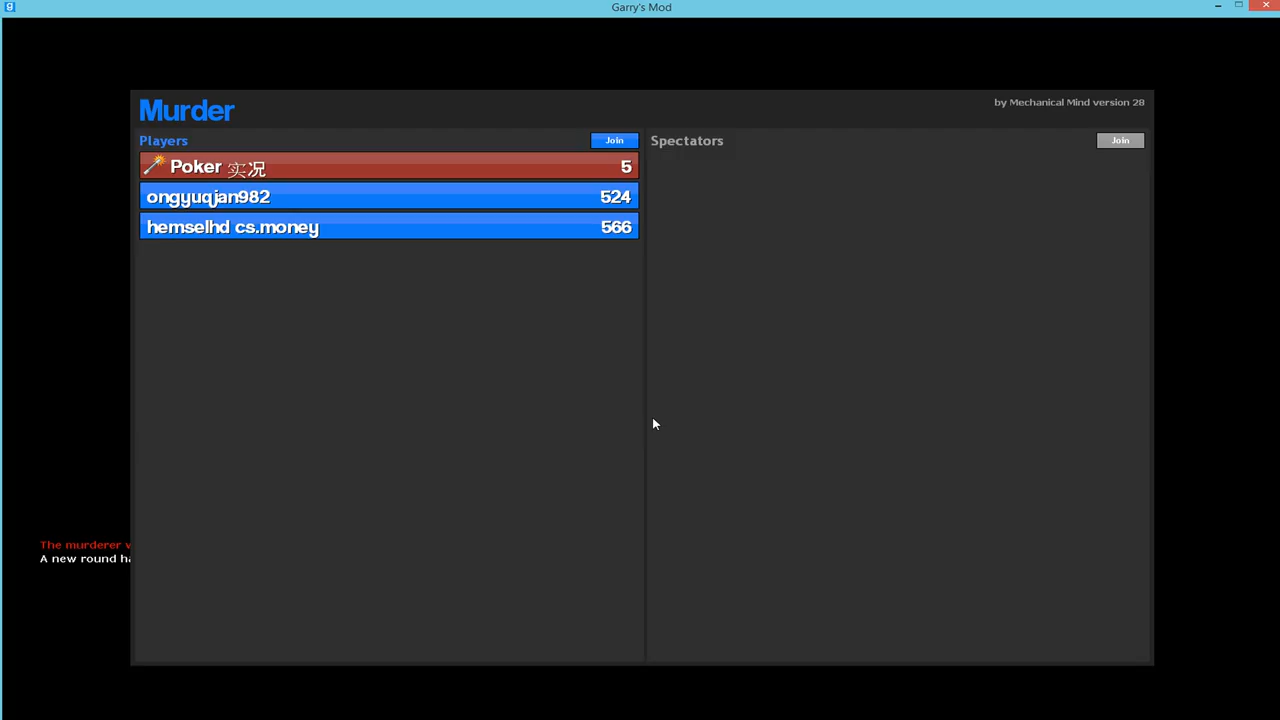 Garry's Mod
Murder
by Mechanical Mind version 28
Players
Join
Spectators
Join
Poker 实况 5
ongyuqjan982 524
hemselhd cs.money 566
The murderer
A new round ha